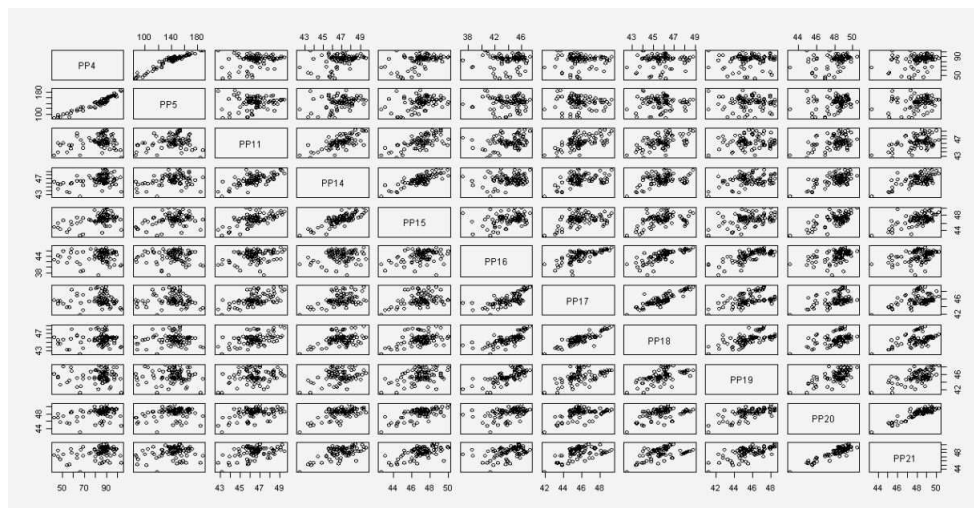 100 140 180
43 45 47 49
38 42 46
43 45 47 49
44 46 48 50
PP4
50 90
100 180
PP5
PP11
43 47
43 47
PP14
PP15
44 48
38 44
PP16
PP17
42 46
43 47
PP18
PP19
42 46
44 48
PP20
PP21
44 48
50 70 90
43 45 47 49
44 46 48 50
42 44 46 48
42 44 46 48
44 46 48 50